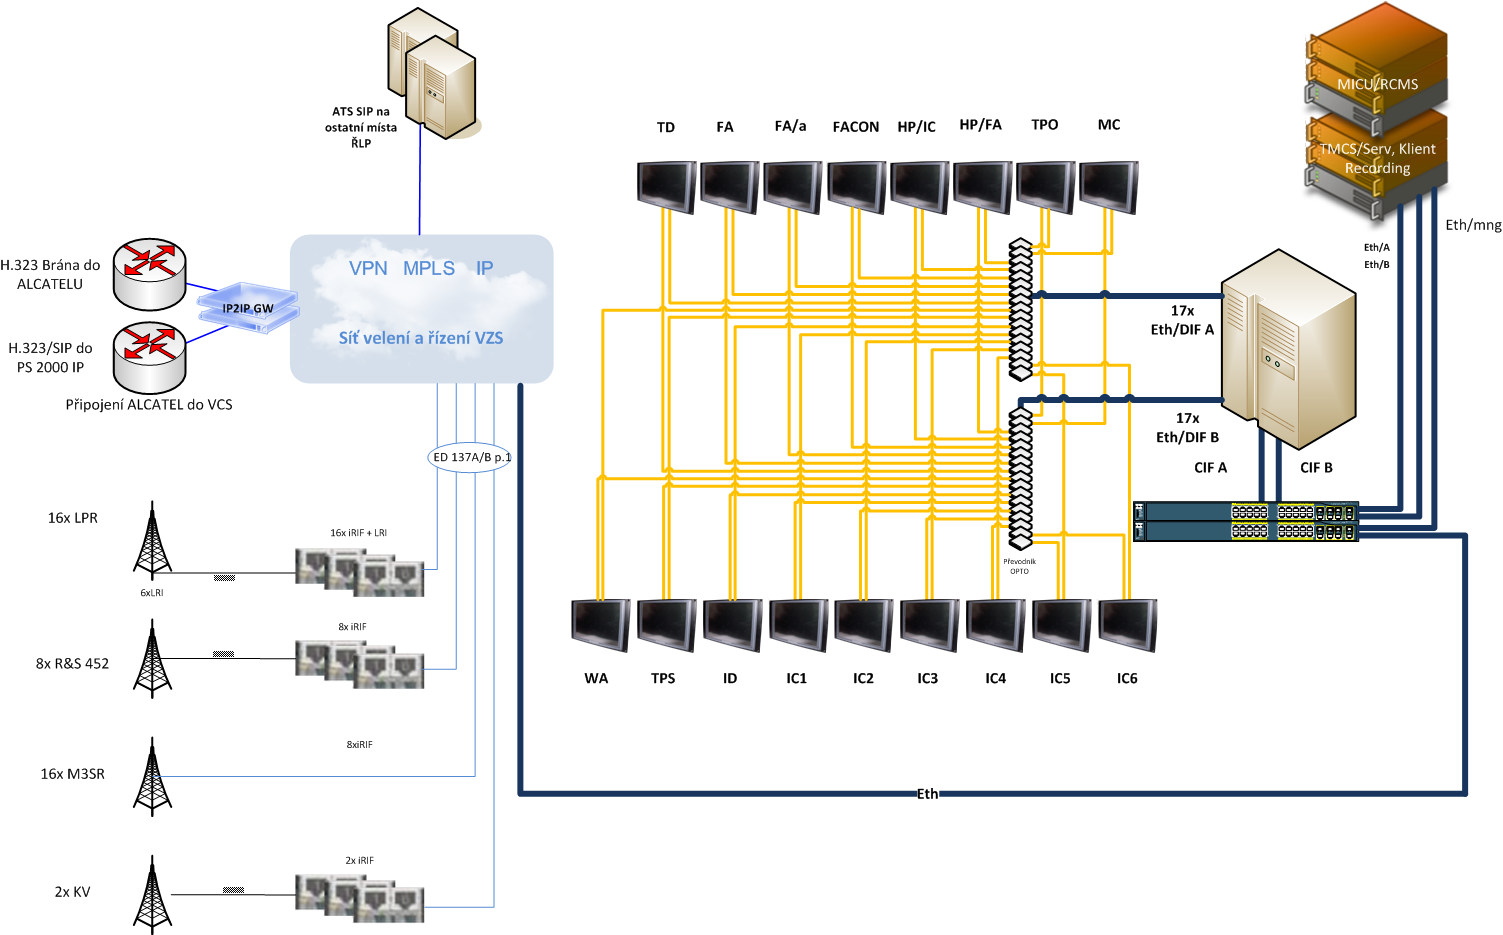 ATS SIP na
ostatní místa
ŘLP
H.323 Brána do
ALCATELU
IP2IP GW
H.323/SIP do
PS 2000 IP
Připojení ALCATEL do VCS
VPN MPLS IP
Síť velení a řízení VZS
ED 137A/B p.1
16x LPR
6xLRI
16x iRIF + LRI
8x R&S 452
8x iRIF
16x M3SR
8xiRIF
2x KV
2x iRIF
TD
FA
FA/a
FACON
HP/IC
HP/FA
TPO
MC
Převodník
OPTO
WA
TPS
ID
IC1
IC2
IC3
IC4
IC5
IC6
MICU/RCMS
TMCS/Serv, Klient
Recording
Eth/mng
Eth/A
Eth/B
17x
Eth/DIF A
17x
Eth/DIF B
CIF A
CIF B
Eth